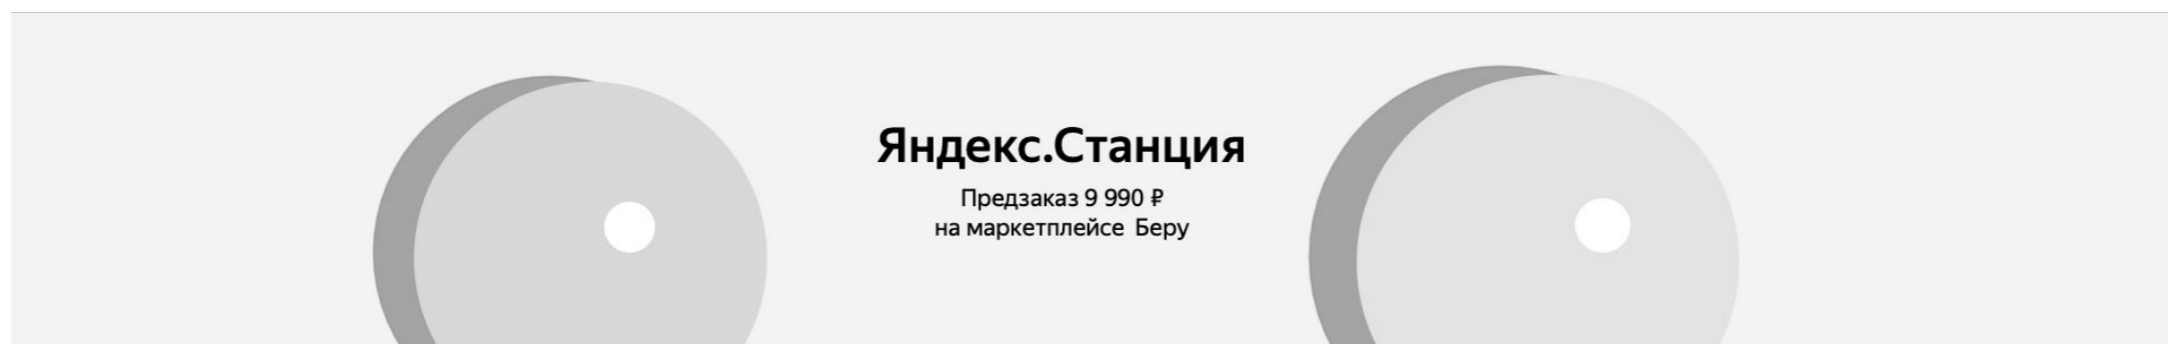 Яндекс.Станция
Предзаказ 9 990 ₽
на маркетплейсе Беру